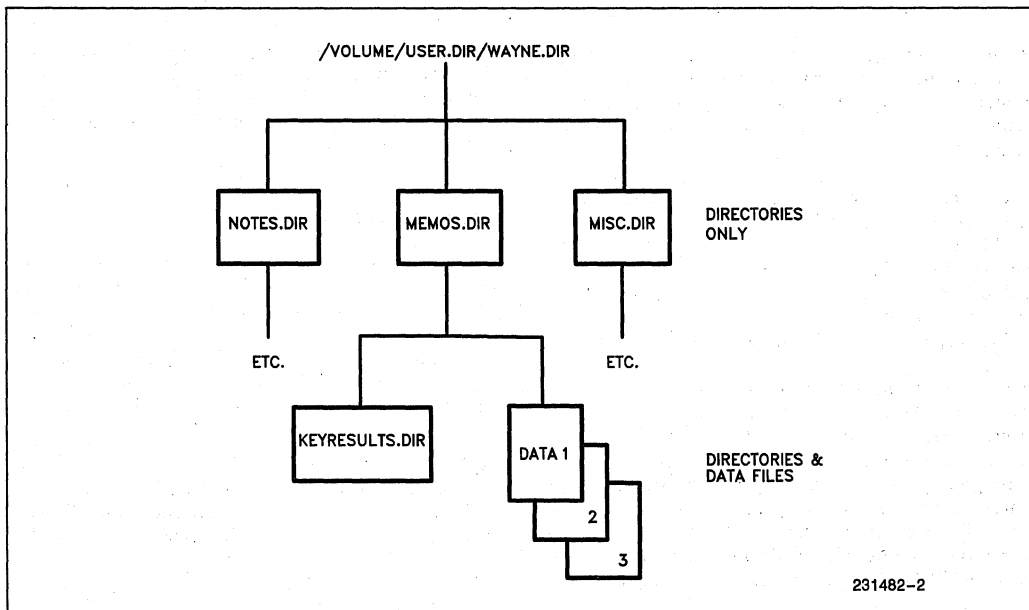 /VOLUME/USER.DIR/WAYNE.DIR
NOTES.DIR
MEMOS.DIR
MISC.DIR
DIRECTORIES
ONLY
ETC.
ETC.
KEYRESULTS.DIR
DATA 1
2
3
DIRECTORIES &
DATA FILES
231482-2